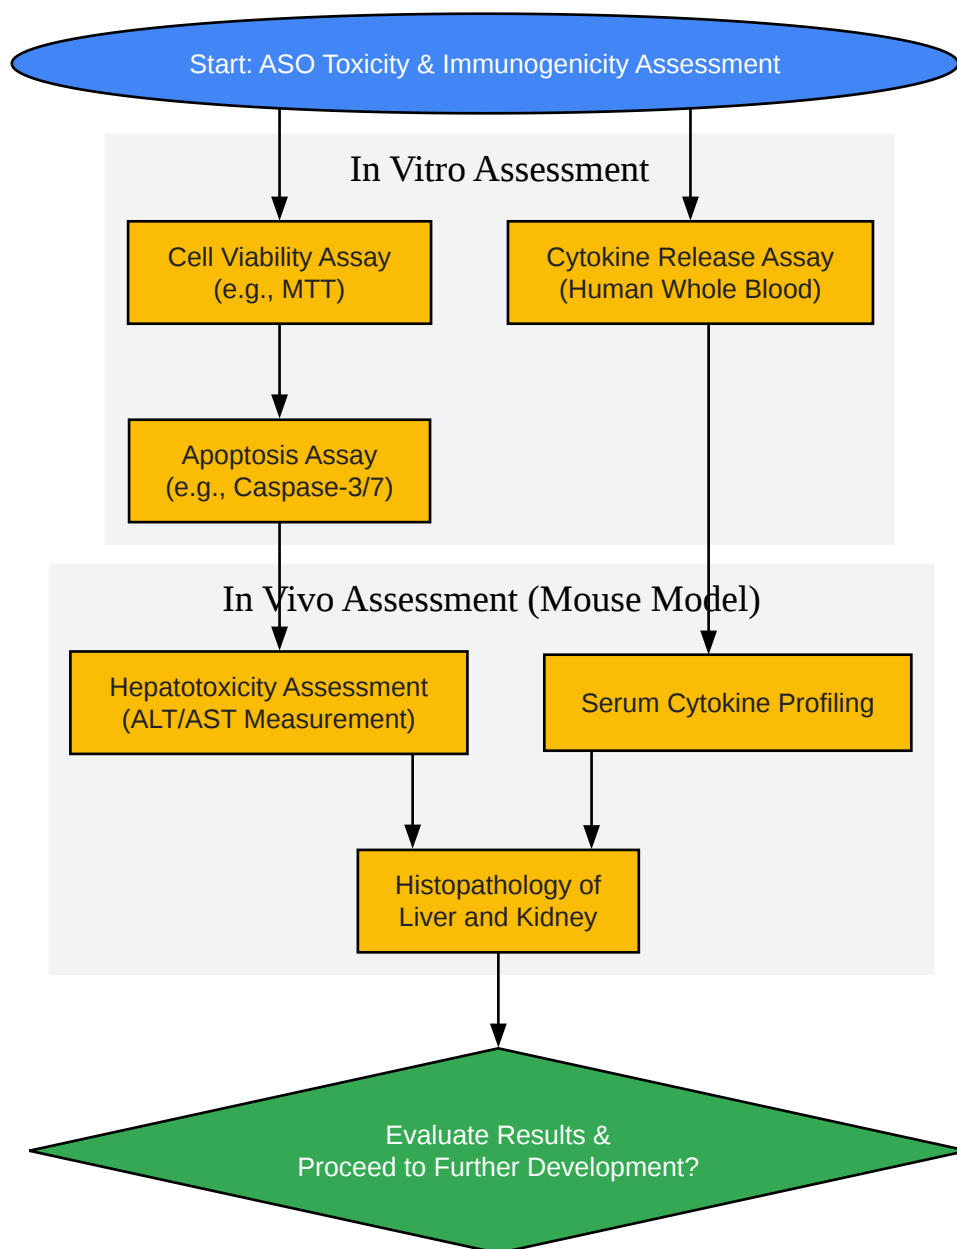 Start: ASO Toxicity & Immunogenicity Assessment
In Vitro Assessment
Cell Viability Assay
(e.g., MTT)
Cytokine Release Assay
(Human Whole Blood)
Apoptosis Assay
(e.g., Caspase-3/7)
In Vivo Assessment (Mouse Model)
Hepatotoxicity Assessment
(ALT/AST Measurement)
Serum Cytokine Profiling
Histopathology of
Liver and Kidney
Evaluate Results &
Proceed to Further Development?